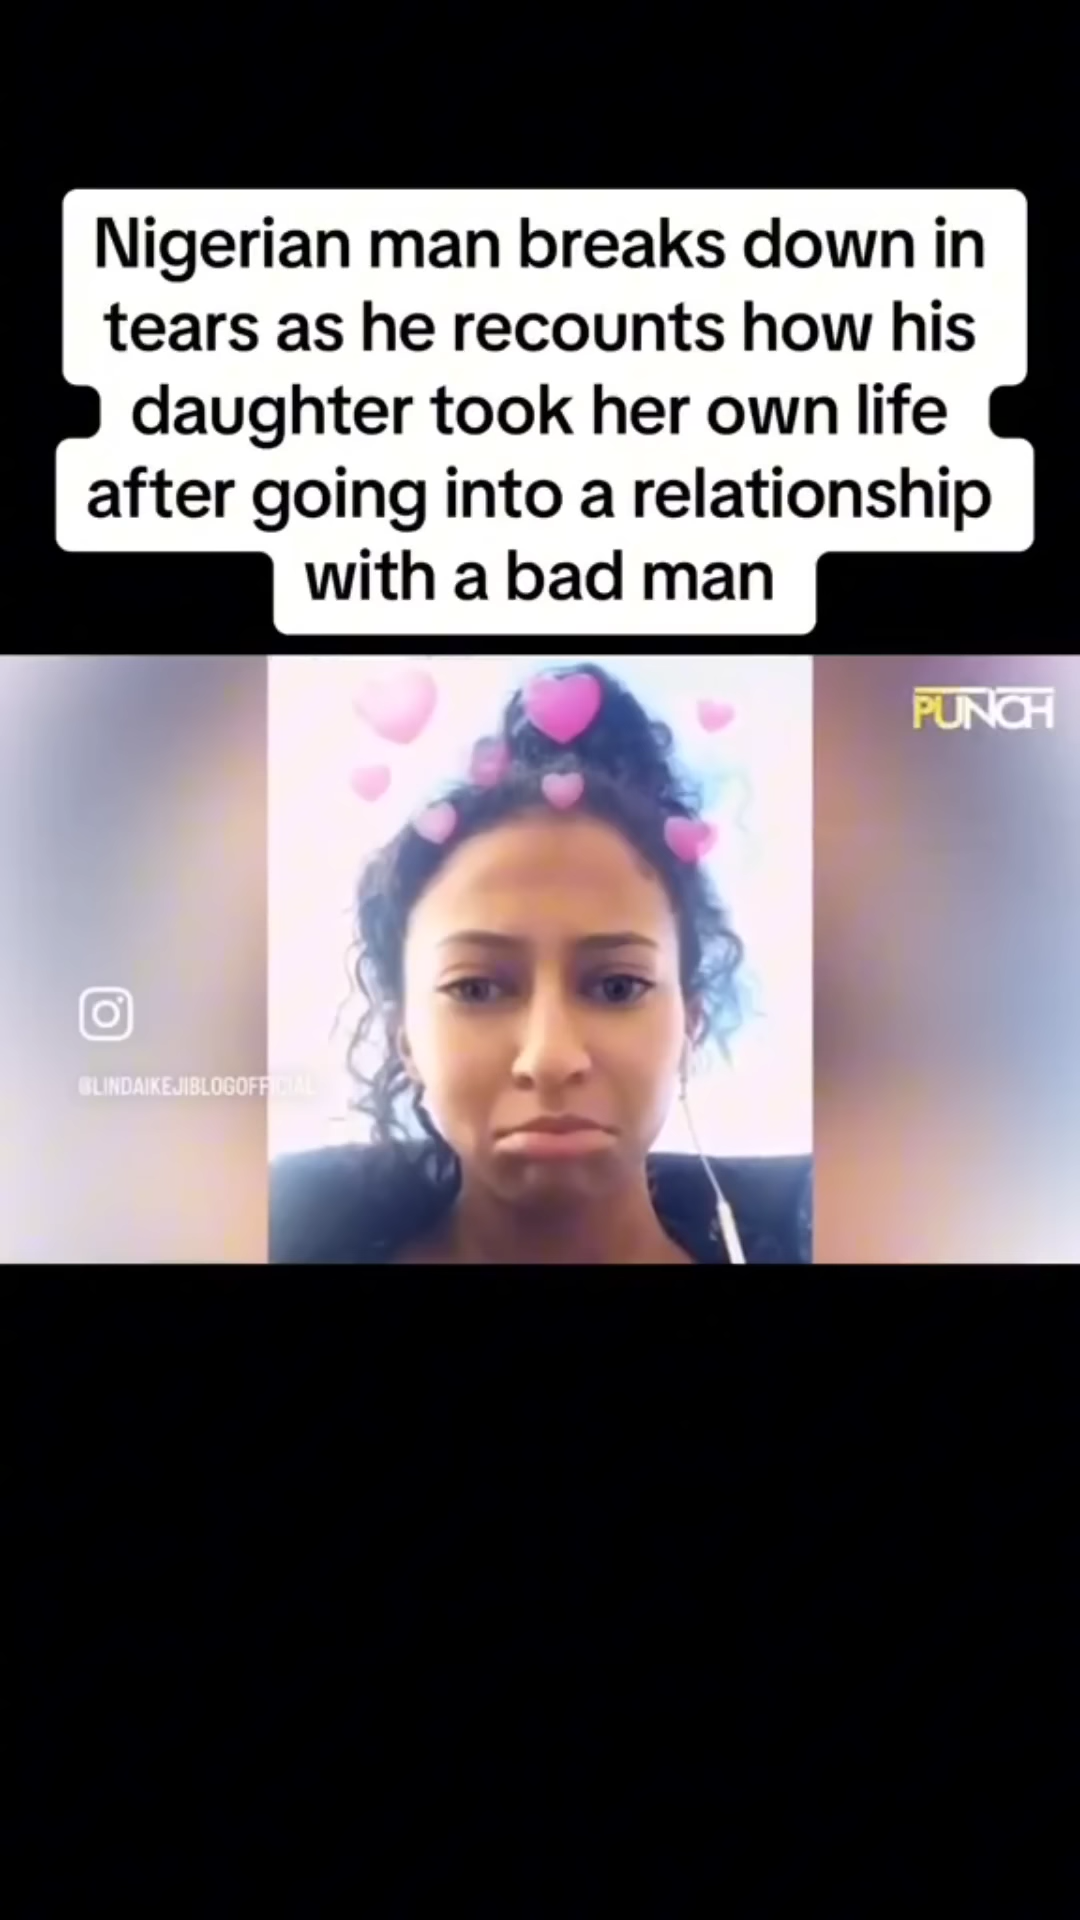 Nigerian man breaks down in
tears as he recounts how his
daughter took her own life
after going into a relationship
with a bad man
PUNCH
@LINDAIKEJIBLOGOFFICIAL